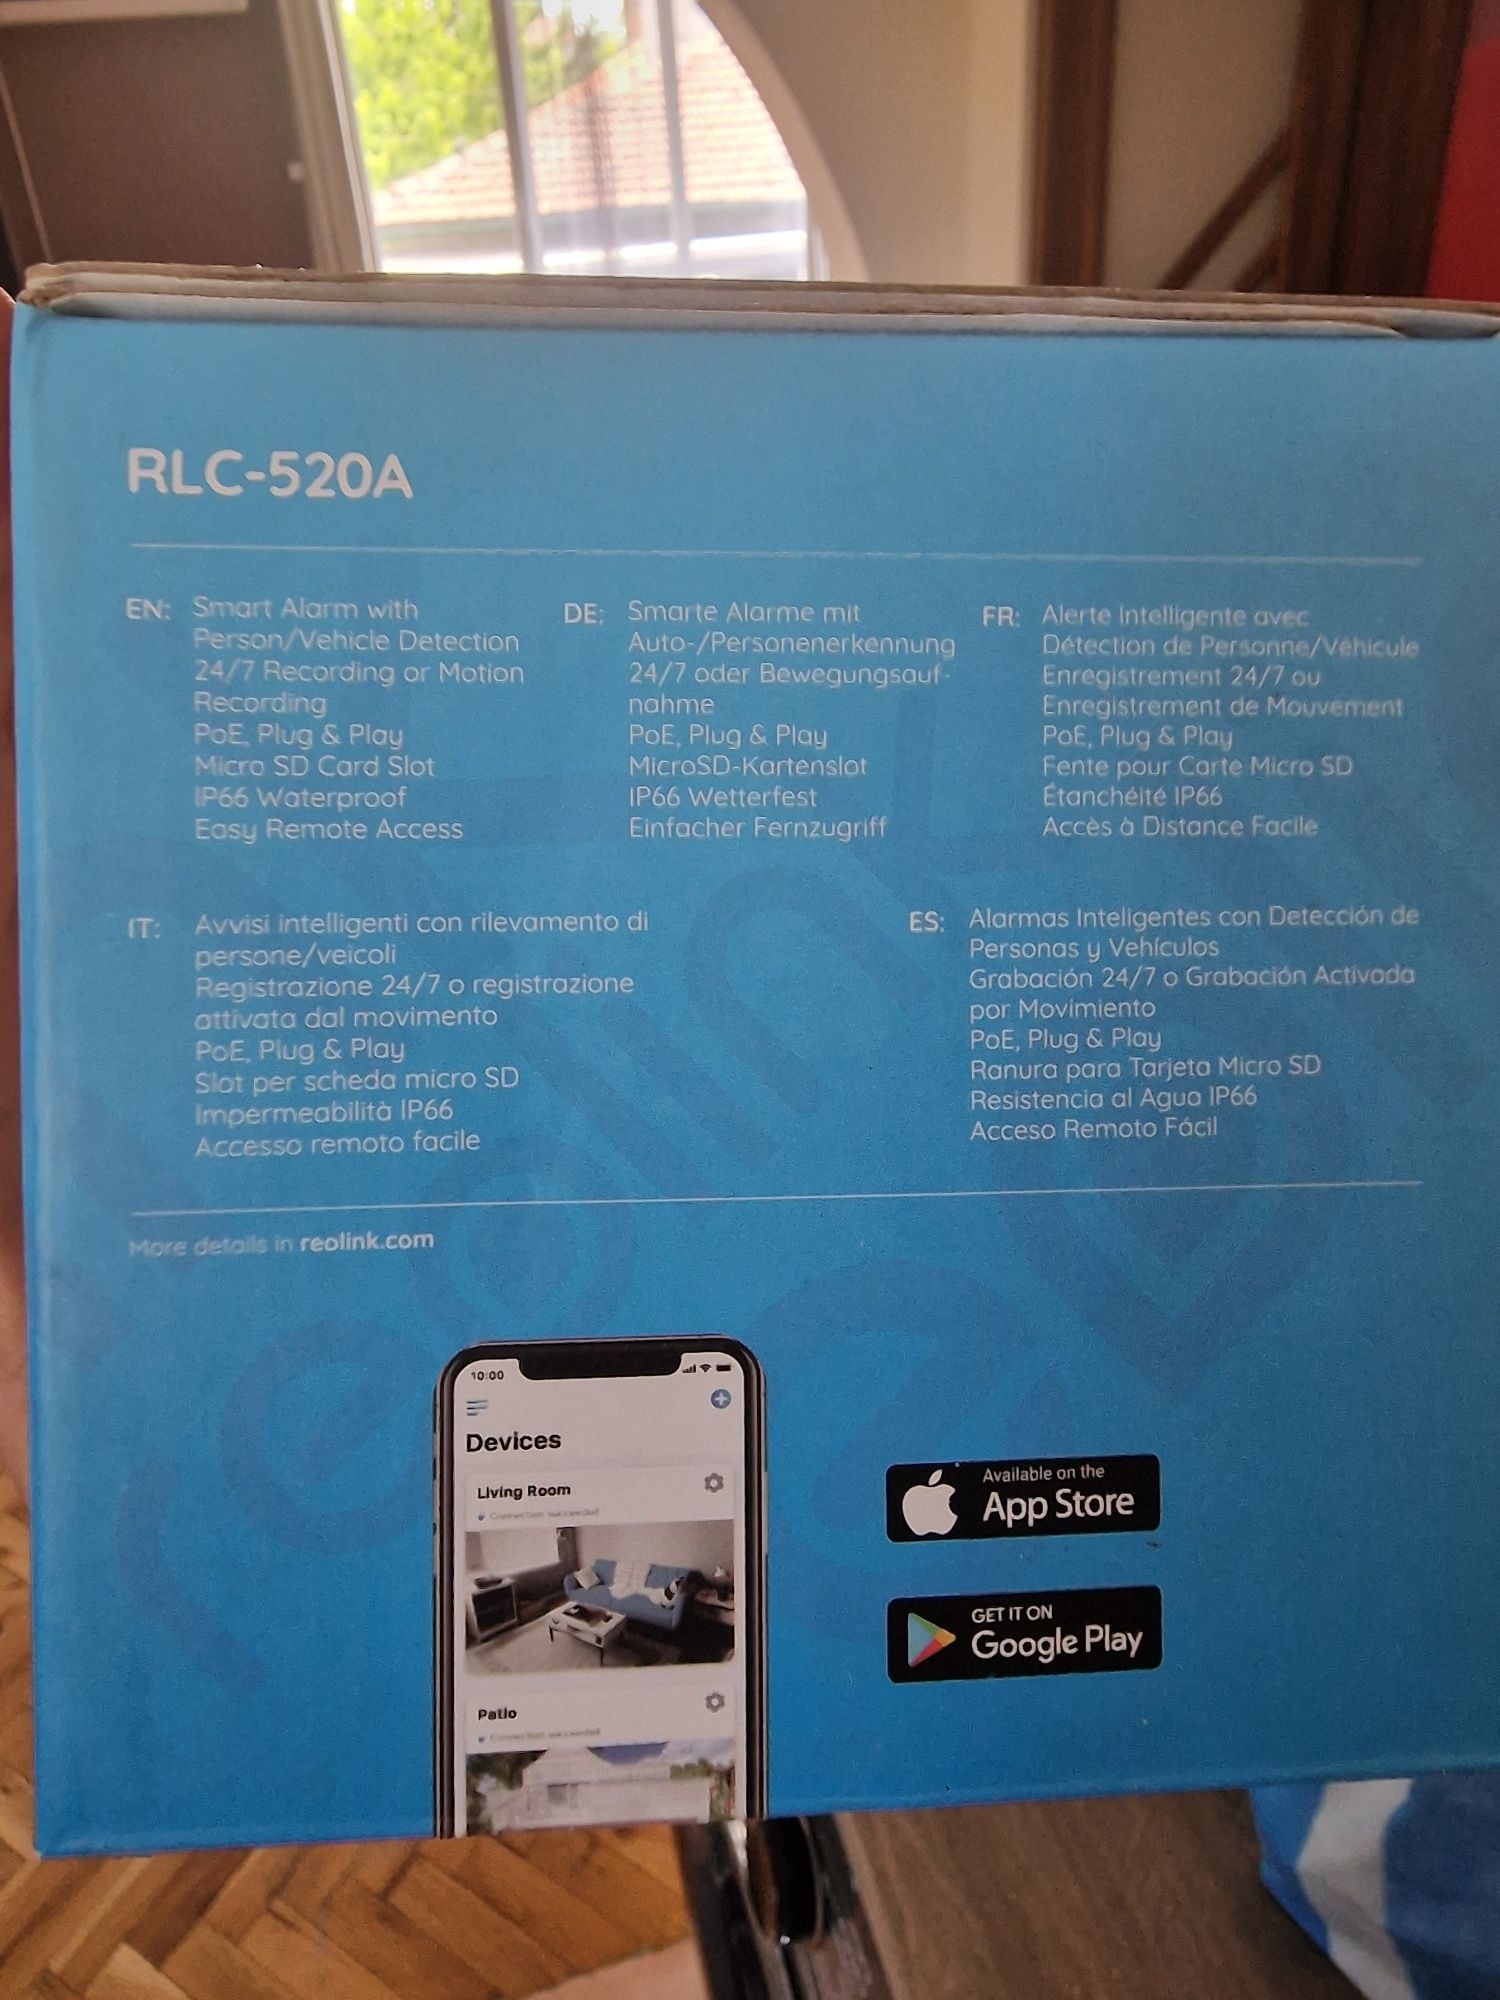 RLC-520A
EN: Smart Alarm with
Person/Vehicle Detection
24/7 Recording or Motion
Recording
PoE, Plug & Play
Micro SD Card Slot
IP66 Waterproof
Easy Remote Access
DE: Smarte Alarme mit
Auto-/Personenerkennung
24/7 oder Bewegungsauf-
nahme
PoE, Plug & Play
MicroSD-Kartenslot
IP66 Wetterfest
Einfacher Fernzugriff
FR: Alerte Intelligente avec
Détection de Personne/Véhicule
Enregistrement 24/7 ou
Enregistrement de Mouvement
PoE, Plug & Play
Fente pour Carte Micro SD
Étanchéité IP66
Accès à Distance Facile
IT: Avvisi intelligenti con rilevamento di
persone/veicoli
Registrazione 24/7 o registrazione
attivata dal movimento
PoE, Plug & Play
Slot per scheda micro SD
Impermeabilità IP66
Accesso remoto facile
ES: Alarmas Inteligentes con Detección de
Personas y Vehículos
Grabación 24/7 o Grabación Activada
por Movimiento
PoE, Plug & Play
Ranura para Tarjeta Micro SD
Resistencia al Agua IP66
Acceso Remoto Fácil
More details in reolink.com
10:00
Devices
Living Room
Connection succeeded
Patio
Connection succeeded
Available on the
App Store
GET IT ON
Google Play